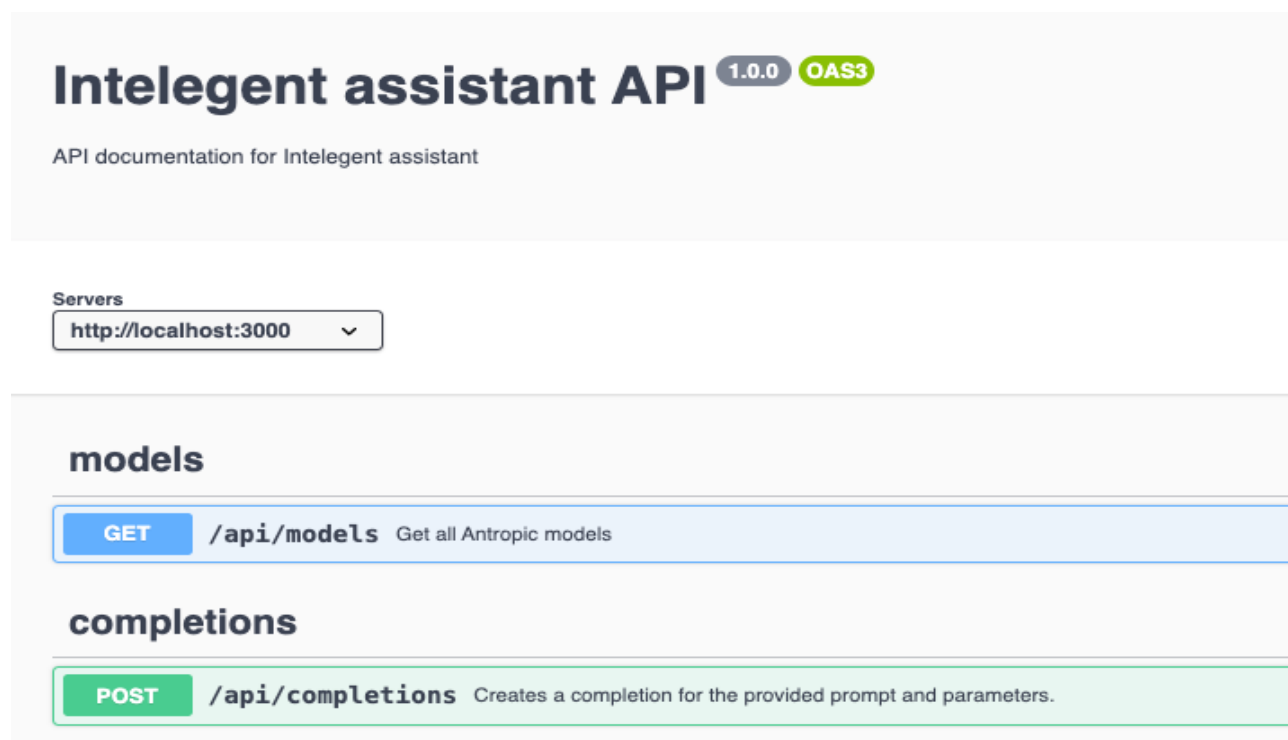 Intelegent assistant API 1.0.0 OAS3
API documentation for Intelegent assistant
Servers
http://localhost:3000
models
GET /api/models Get all Antropic models
completions
POST /api/completions Creates a completion for the provided prompt and parameters.